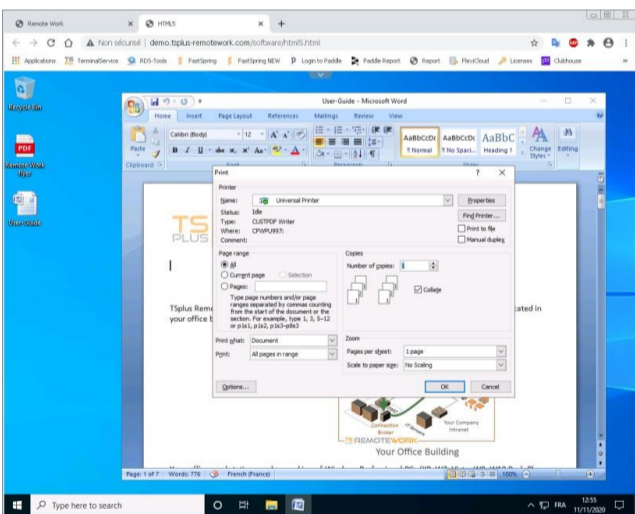 Remote Work
HTML5
Non sécurisé | demo.tsplus-remotework.com/software/html5.html
Applications
TerminalService
RDS-Tools
FastSpring
FastSpring NEW
Login to Paddle
Paddle Report
Report
FlexiCloud
Licenses
Clubhouse
Recycle Bin
PDF
Remote Work
flyer
User-Guide
User-Guide - Microsoft Word
Home
Insert
Page Layout
References
Mailings
Review
View
Paste
Clipboard
Calibri (Body)
12
AaBbCcDc
AaBbCcDc
AaBbC
¶ Normal
¶ No Spaci...
Heading 1
Change
Styles
Editing
Print
Printer
Name:
Universal Printer
Properties
Status:
Idle
Find Printer...
Type:
CUSTPDF Writer
Where:
CPWPU997:
Print to file
Comment:
Manual duplex
Page range
All
Current page
Selection
Pages:
Type page numbers and/or page
ranges separated by commas counting
from the start of the document or the
section. For example, type 1, 3, 5–12
or p1s1, p1s2, p1s3–p8s3
Copies
Number of copies:
1
Collate
Print what:
Document
Print:
All pages in range
Zoom
Pages per sheet:
1 page
Scale to paper size:
No Scaling
Options...
OK
Cancel
TS
PLUS
TSplus Remo
cated in
your office b
Connection
Broker
Your Company
Intranet
REMOTEWORK
Your Office Building
Page: 1 of 7
Words: 778
French (France)
100%
Type here to search
FRA
12:55
11/11/2020